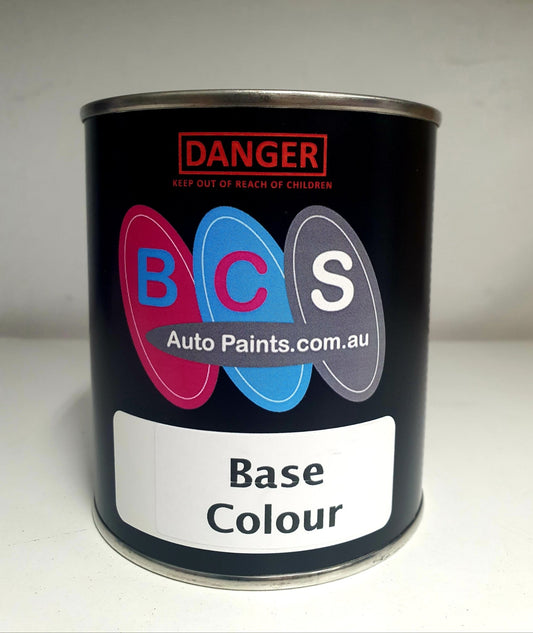 DANGER
KEEP OUT OF REACH OF CHILDREN
B C S
Auto Paints.com.au
Base
Colour